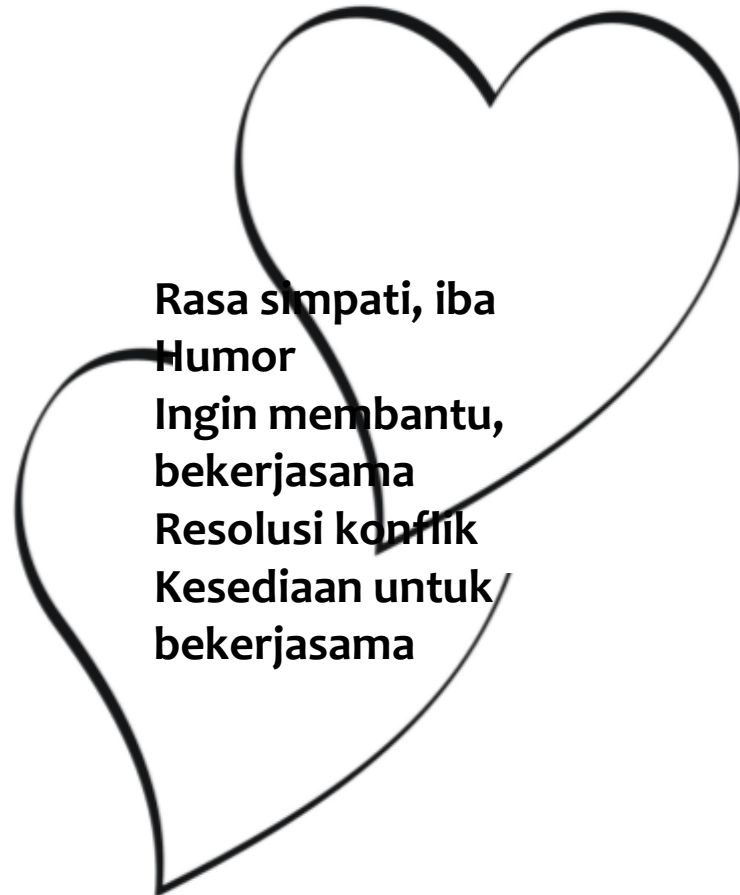 Rasa simpati, iba
Humor
Ingin membantu,
bekerjasama
Resolusi konflik
Kesediaan untuk
bekerjasama